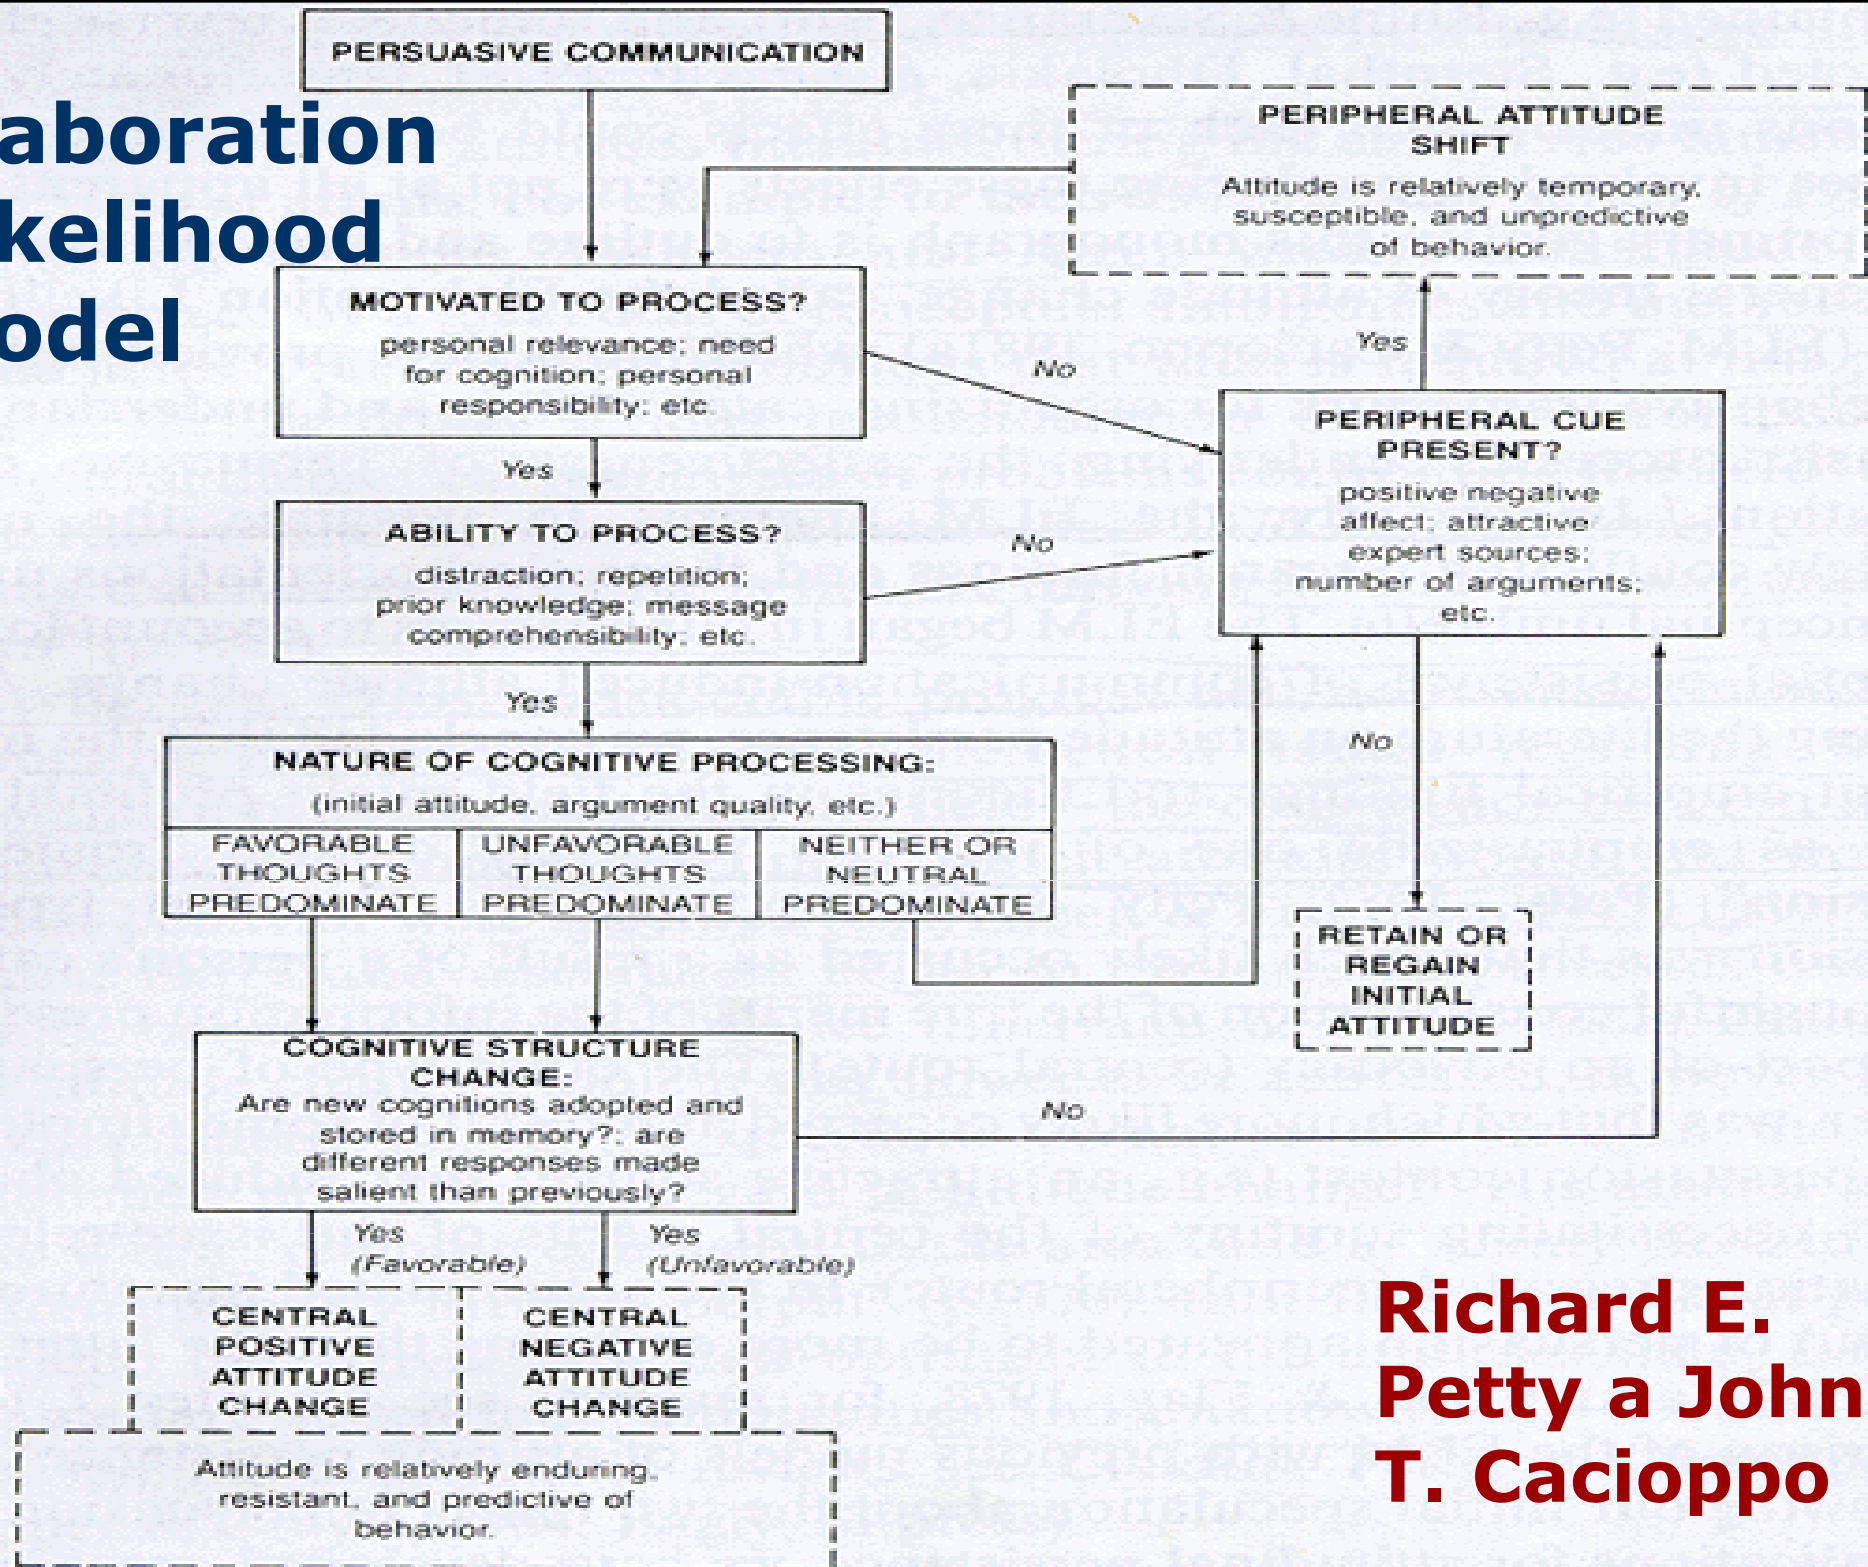 PERSUASIVE COMMUNICATION
aboration
kelihood
odel
PERIPHERAL ATTITUDE
SHIFT
Attitude is relatively temporary,
susceptible, and unpredictive
of behavior.
MOTIVATED TO PROCESS?
personal relevance; need
for cognition; personal
responsibility; etc.
No
Yes
PERIPHERAL CUE
PRESENT?
positive negative
affect; attractive
expert sources;
number of arguments;
etc.
Yes
ABILITY TO PROCESS?
distraction; repetition;
prior knowledge; message
comprehensibility; etc.
No
Yes
No
NATURE OF COGNITIVE PROCESSING:
(initial attitude, argument quality, etc.)
FAVORABLE
THOUGHTS
PREDOMINATE
UNFAVORABLE
THOUGHTS
PREDOMINATE
NEITHER OR
NEUTRAL
PREDOMINATE
RETAIN OR
REGAIN
INITIAL
ATTITUDE
COGNITIVE STRUCTURE
CHANGE:
Are new cognitions adopted and
stored in memory?; are
different responses made
salient than previously?
No
Yes
(Favorable)
Yes
(Unfavorable)
CENTRAL
POSITIVE
ATTITUDE
CHANGE
CENTRAL
NEGATIVE
ATTITUDE
CHANGE
Attitude is relatively enduring,
resistant, and predictive of
behavior.
Richard E.
Petty a John
T. Cacioppo